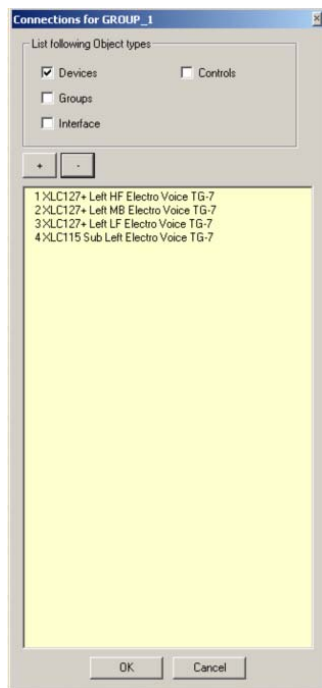 Connections for GROUP_1
List following Object types
Devices
Controls
Groups
Interface
+
-
1 XLC127+ Left HF Electro Voice TG-7
2 XLC127+ Left MB Electro Voice TG-7
3 XLC127+ Left LF Electro Voice TG-7
4 XLC115 Sub Left Electro Voice TG-7
OK
Cancel